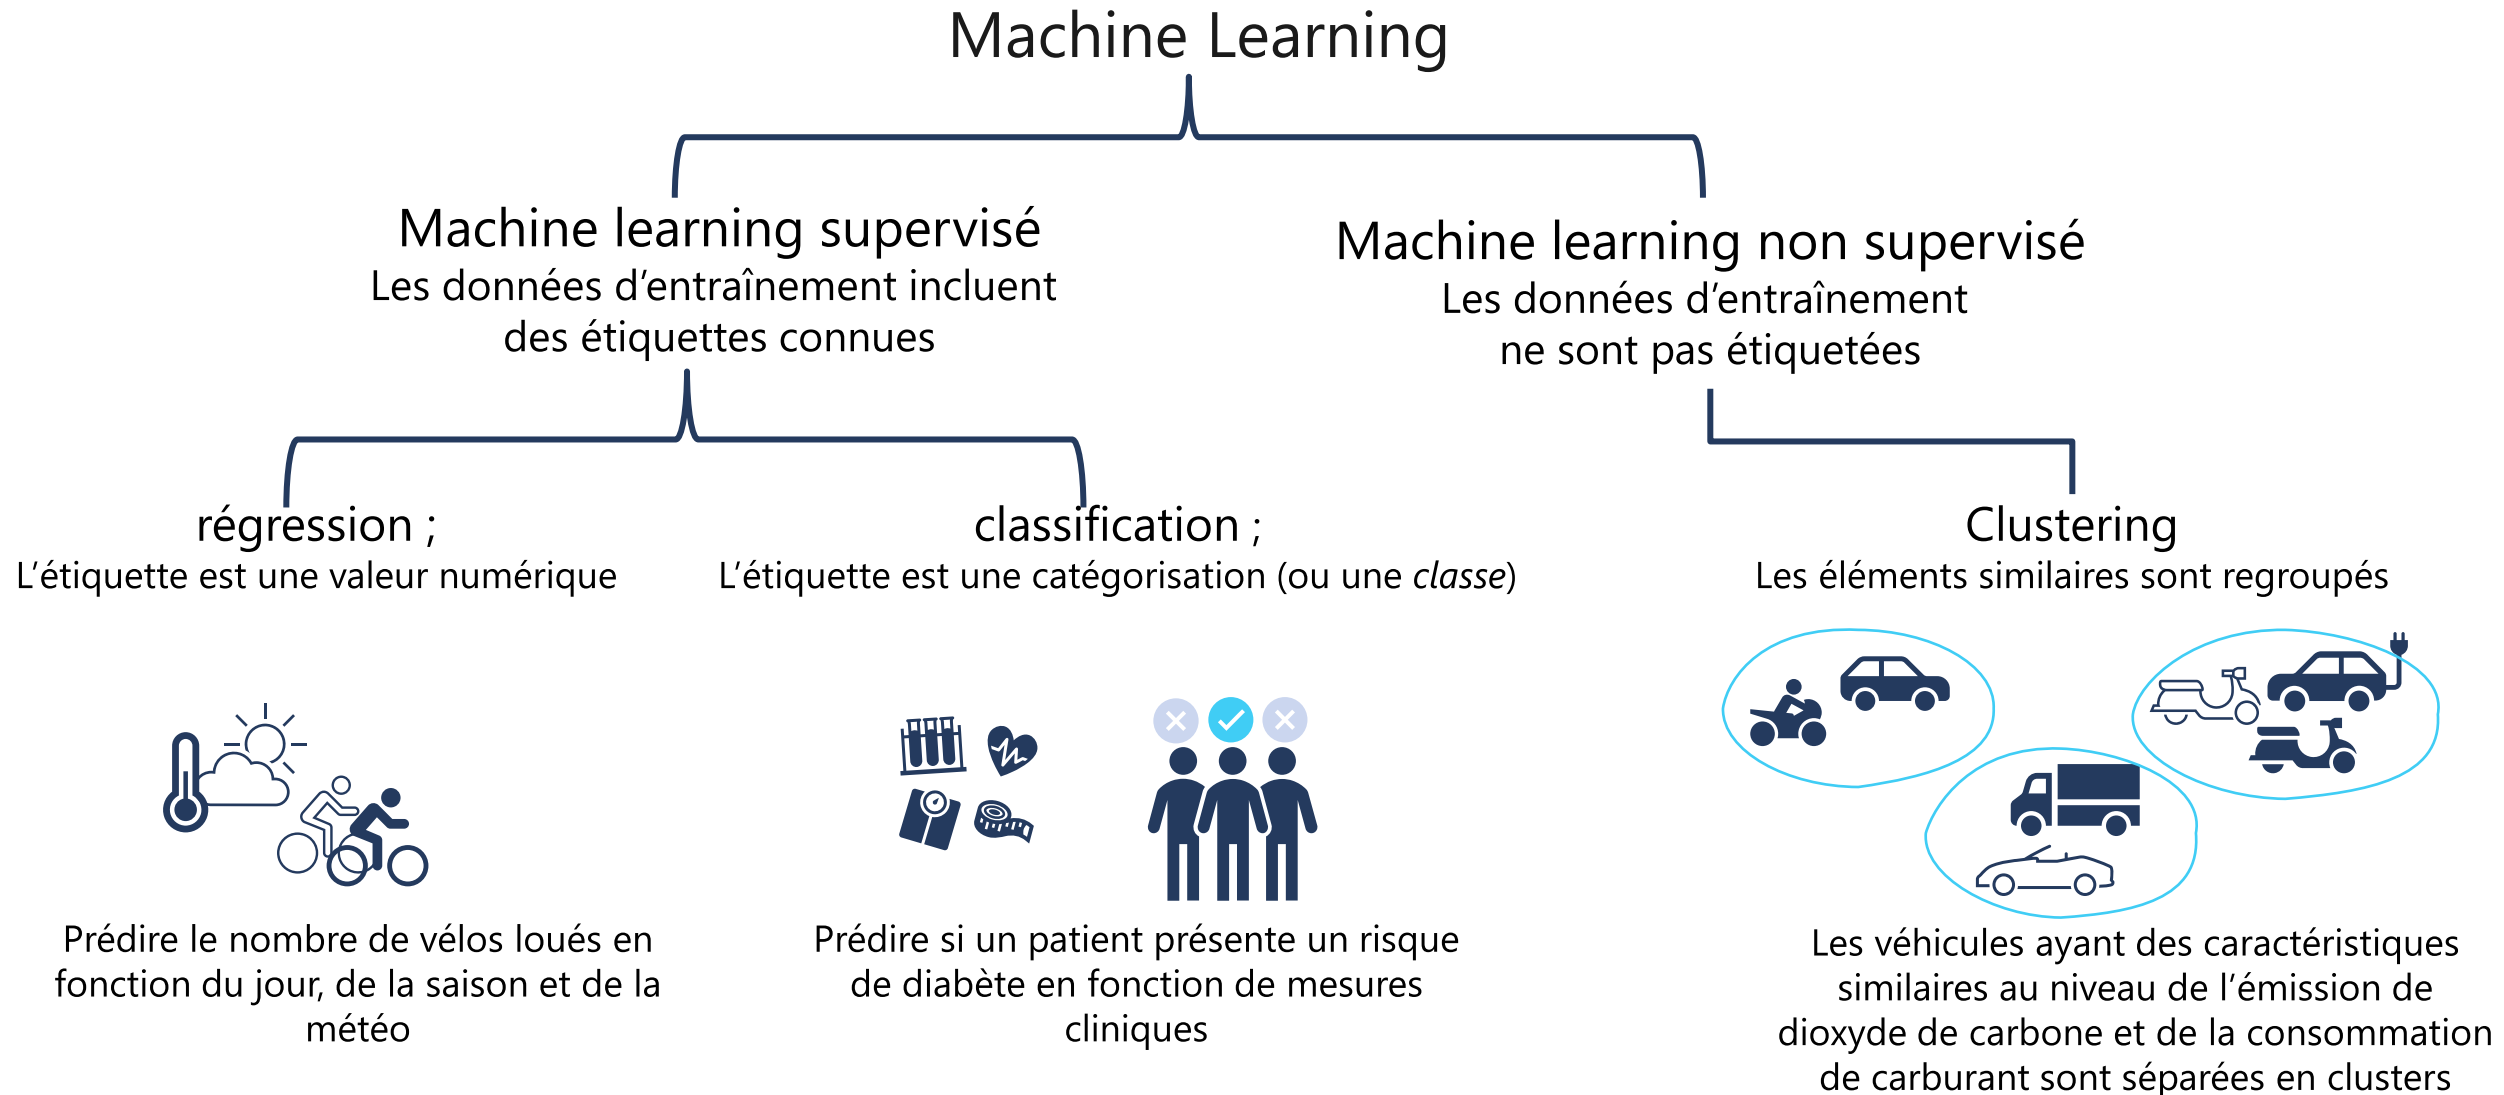 Machine Learning
Machine learning supervisé
Les données d’entraînement incluent
des étiquettes connues
Machine learning non supervisé
Les données d’entraînement
ne sont pas étiquetées
régression ;
L’étiquette est une valeur numérique
classification ;
L’étiquette est une catégorisation (ou une classe)
Clustering
Les éléments similaires sont regroupés
Prédire le nombre de vélos loués en
fonction du jour, de la saison et de la
météo
Prédire si un patient présente un risque
de diabète en fonction de mesures
cliniques
Les véhicules ayant des caractéristiques
similaires au niveau de l’émission de
dioxyde de carbone et de la consommation
de carburant sont séparées en clusters